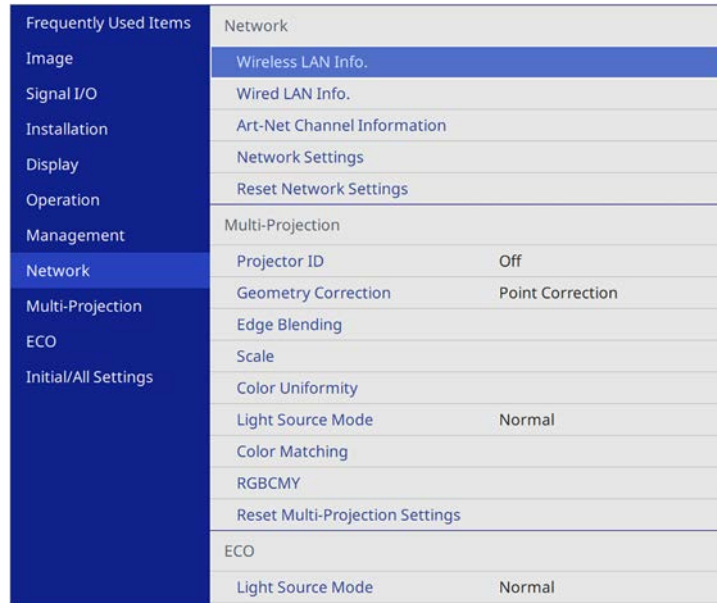 Frequently Used Items
Image
Signal I/O
Installation
Display
Operation
Management
Network
Multi-Projection
ECO
Initial/All Settings
Network
Wireless LAN Info.
Wired LAN Info.
Art-Net Channel Information
Network Settings
Reset Network Settings
Multi-Projection
Projector ID Off
Geometry Correction Point Correction
Edge Blending
Scale
Color Uniformity
Light Source Mode Normal
Color Matching
RGBCMY
Reset Multi-Projection Settings
ECO
Light Source Mode Normal